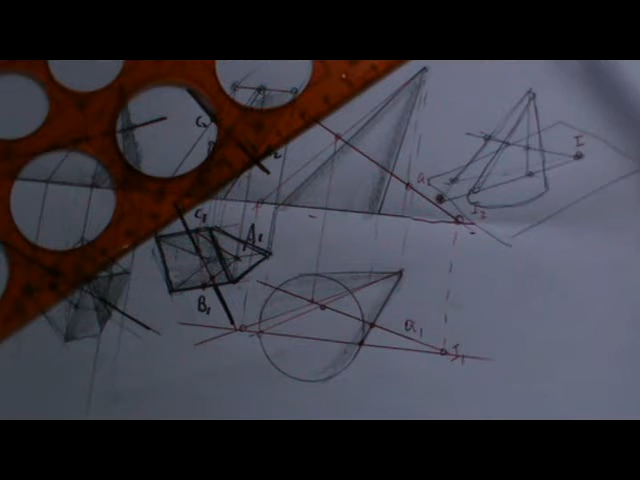 C₂
a₂
I
I₂
C₁
A₁
B₁
a₁
I₁